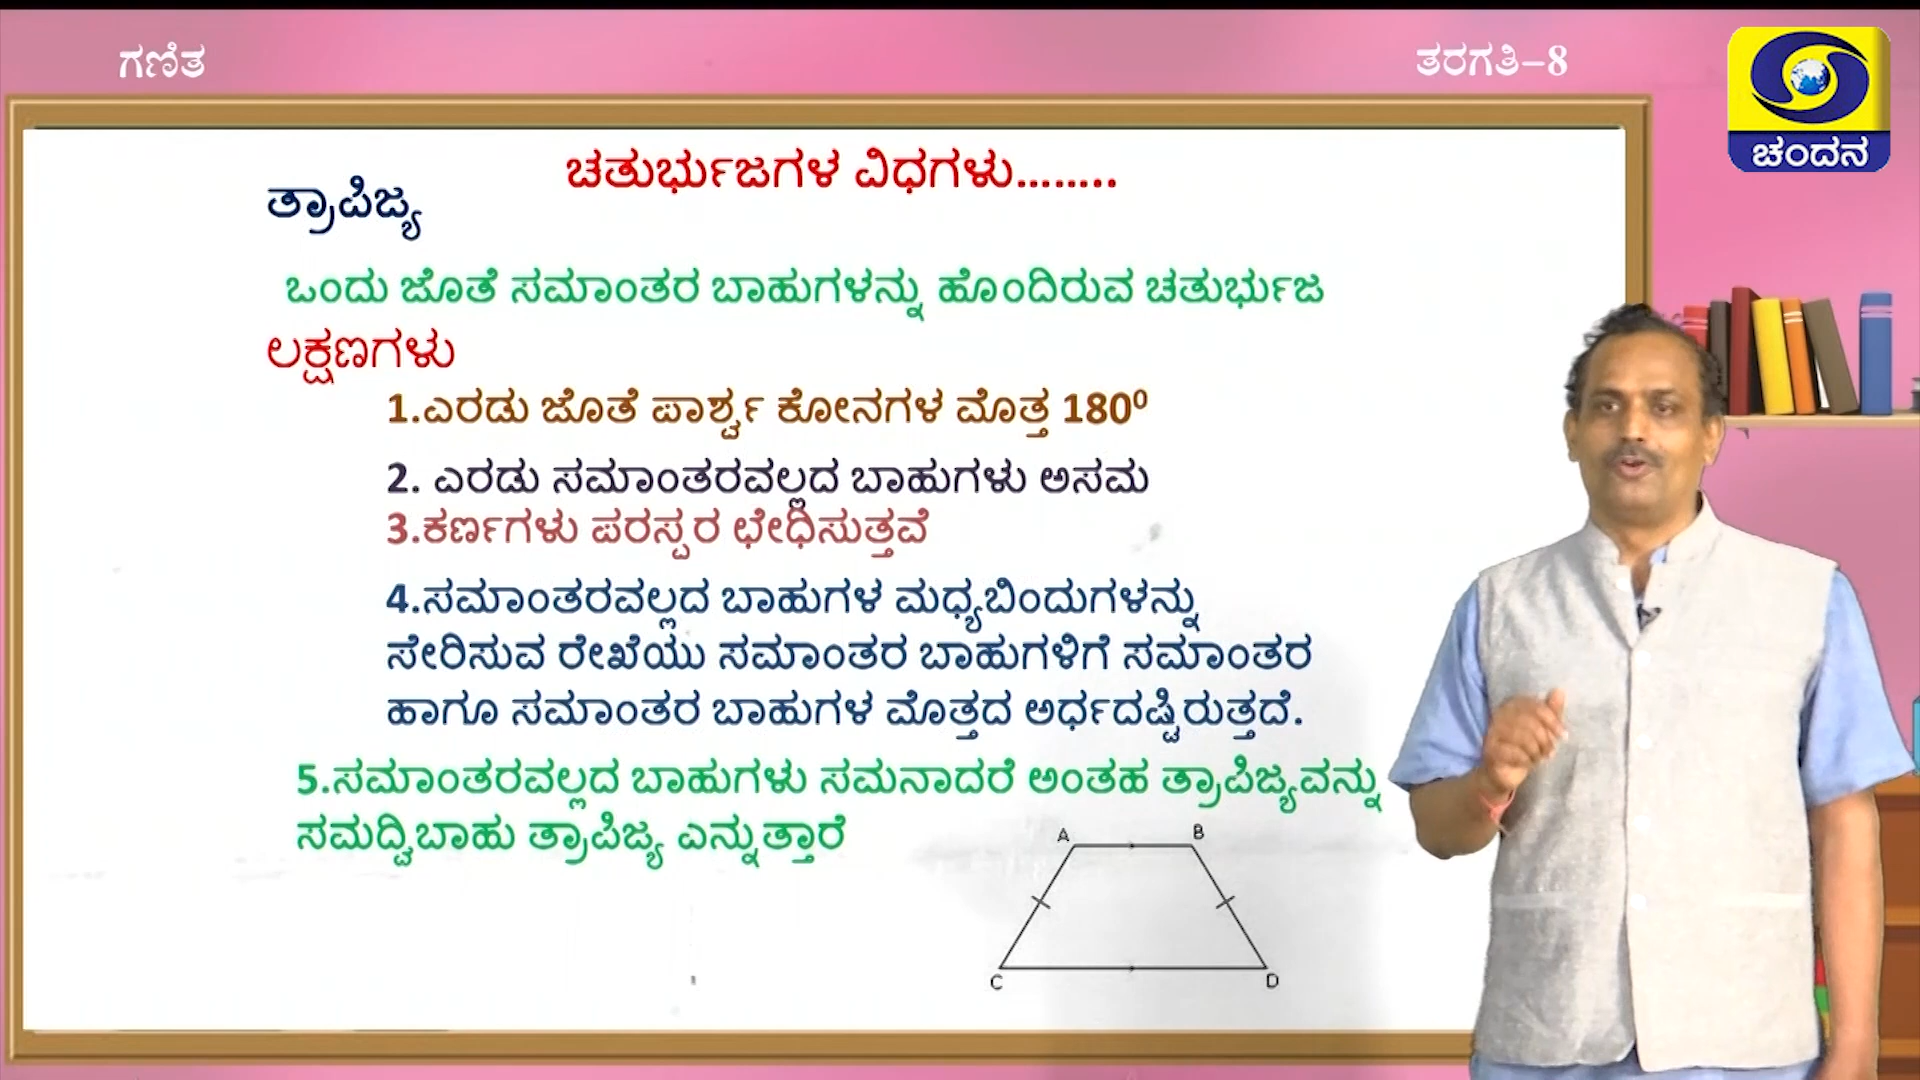 ಗಣಿತ
ತರಗತಿ-8
ಚಂದನ
ಚತುರ್ಭುಜಗಳ ವಿಧಗಳು........
ತ್ರಾಪಿಜ್ಯ
ಒಂದು ಜೊತೆ ಸಮಾಂತರ ಬಾಹುಗಳನ್ನು ಹೊಂದಿರುವ ಚತುರ್ಭುಜ
ಲಕ್ಷಣಗಳು
1.ಎರಡು ಜೊತೆ ಪಾರ್ಶ್ವ ಕೋನಗಳ ಮೊತ್ತ 180⁰
2. ಎರಡು ಸಮಾಂತರವಲ್ಲದ ಬಾಹುಗಳು ಅಸಮ
3.ಕರ್ಣಗಳು ಪರಸ್ಪರ ಛೇಧಿಸುತ್ತವೆ
4.ಸಮಾಂತರವಲ್ಲದ ಬಾಹುಗಳ ಮಧ್ಯಬಿಂದುಗಳನ್ನು
ಸೇರಿಸುವ ರೇಖೆಯು ಸಮಾಂತರ ಬಾಹುಗಳಿಗೆ ಸಮಾಂತರ
ಹಾಗೂ ಸಮಾಂತರ ಬಾಹುಗಳ ಮೊತ್ತದ ಅರ್ಧದಷ್ಟಿರುತ್ತದೆ.
5.ಸಮಾಂತರವಲ್ಲದ ಬಾಹುಗಳು ಸಮನಾದರೆ ಅಂತಹ ತ್ರಾಪಿಜ್ಯವನ್ನು
ಸಮದ್ವಿಬಾಹು ತ್ರಾಪಿಜ್ಯ ಎನ್ನುತ್ತಾರೆ
A B
C D